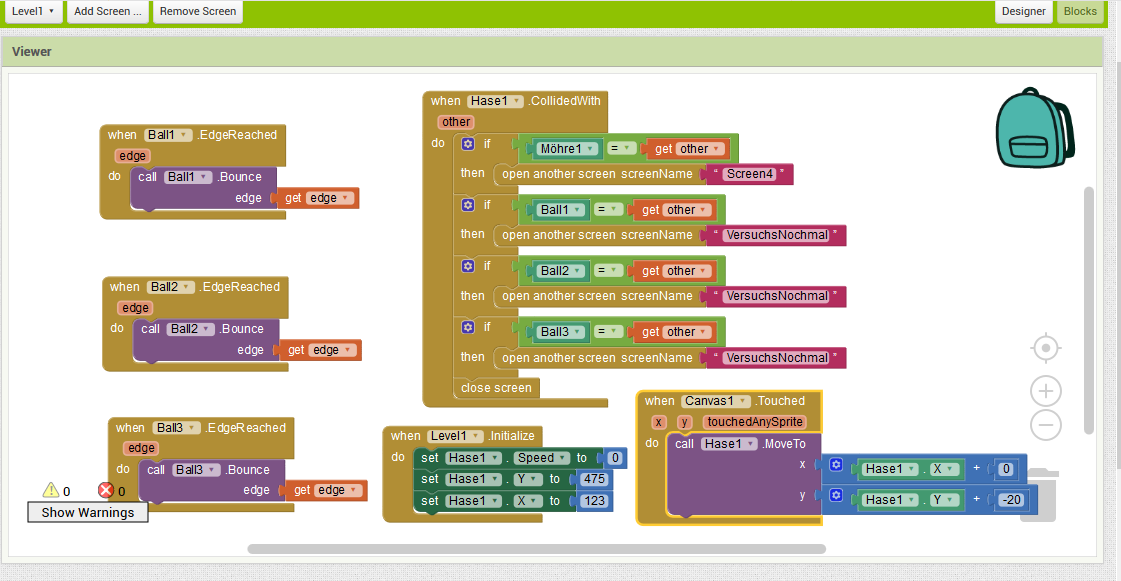 Level1 Add Screen ... Remove Screen Designer Blocks
Viewer
when Ball1 .EdgeReached
edge
do call Ball1 .Bounce
edge get edge
when Ball2 .EdgeReached
edge
do call Ball2 .Bounce
edge get edge
when Ball3 .EdgeReached
edge
do call Ball3 .Bounce
edge get edge
0 0
Show Warnings
when Hase1 .CollidedWith
other
do if Möhre1 = get other
then open another screen screenName " Screen4 "
if Ball1 = get other
then open another screen screenName " VersuchsNochmal "
if Ball2 = get other
then open another screen screenName " VersuchsNochmal "
if Ball3 = get other
then open another screen screenName " VersuchsNochmal "
close screen
when Level1 .Initialize
do set Hase1 . Speed to 0
set Hase1 . Y to 475
set Hase1 . X to 123
when Canvas1 .Touched
x y touchedAnySprite
do call Hase1 .MoveTo
x Hase1 . X + 0
y Hase1 . Y + -20